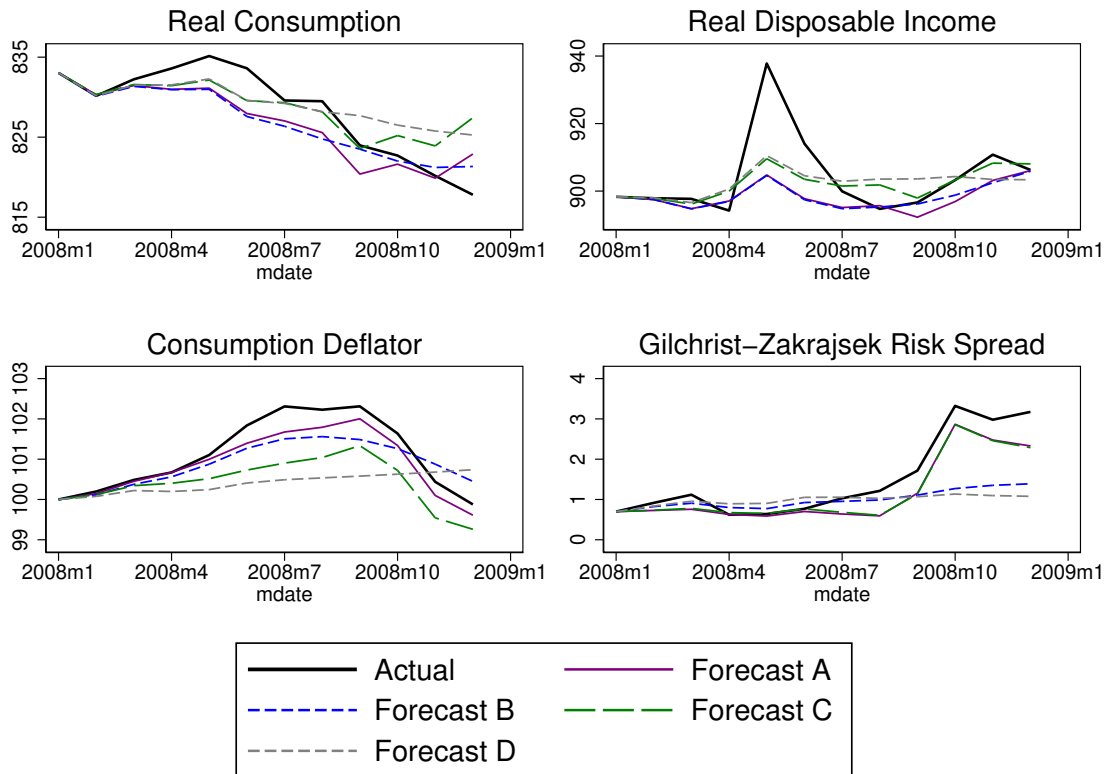 Real Consumption
835
825
815
2008m1 2008m4 2008m7 2008m10 2009m1
mdate
Real Disposable Income
940
920
900
2008m1 2008m4 2008m7 2008m10 2009m1
mdate
Consumption Deflator
103
102
101
100
99
2008m1 2008m4 2008m7 2008m10 2009m1
mdate
Gilchrist−Zakrajsek Risk Spread
4
3
2
1
0
2008m1 2008m4 2008m7 2008m10 2009m1
mdate
Actual Forecast A
Forecast B Forecast C
Forecast D